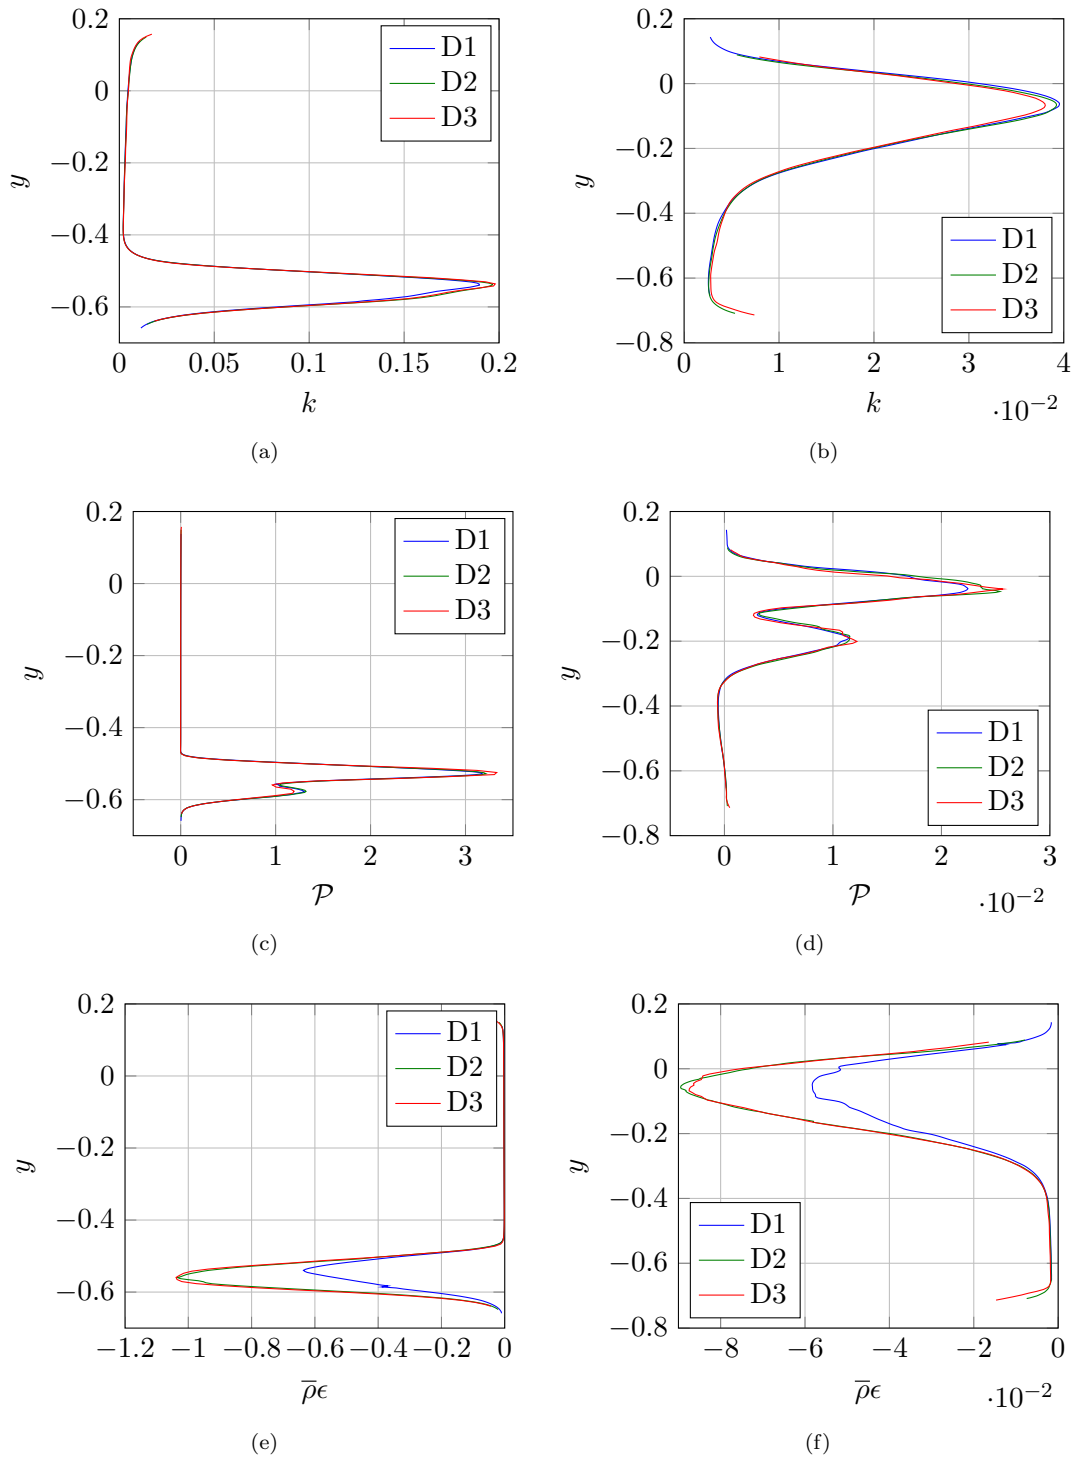 0.2
0
−0.2
−0.4
−0.6
y
0 0.05 0.1 0.15 0.2
k
D1
D2
D3
(a)
0.2
0
−0.2
−0.4
−0.6
−0.8
y
0 1 2 3 4
k
·10−2
D1
D2
D3
(b)
0.2
0
−0.2
−0.4
−0.6
y
0 1 2 3
𝒫
D1
D2
D3
(c)
0.2
0
−0.2
−0.4
−0.6
−0.8
y
0 1 2 3
𝒫
·10−2
D1
D2
D3
(d)
0.2
0
−0.2
−0.4
−0.6
y
−1.2 −1 −0.8 −0.6 −0.4 −0.2 0
ρ̅ϵ
D1
D2
D3
(e)
0.2
0
−0.2
−0.4
−0.6
−0.8
y
−8 −6 −4 −2 0
ρ̅ϵ
·10−2
D1
D2
D3
(f)